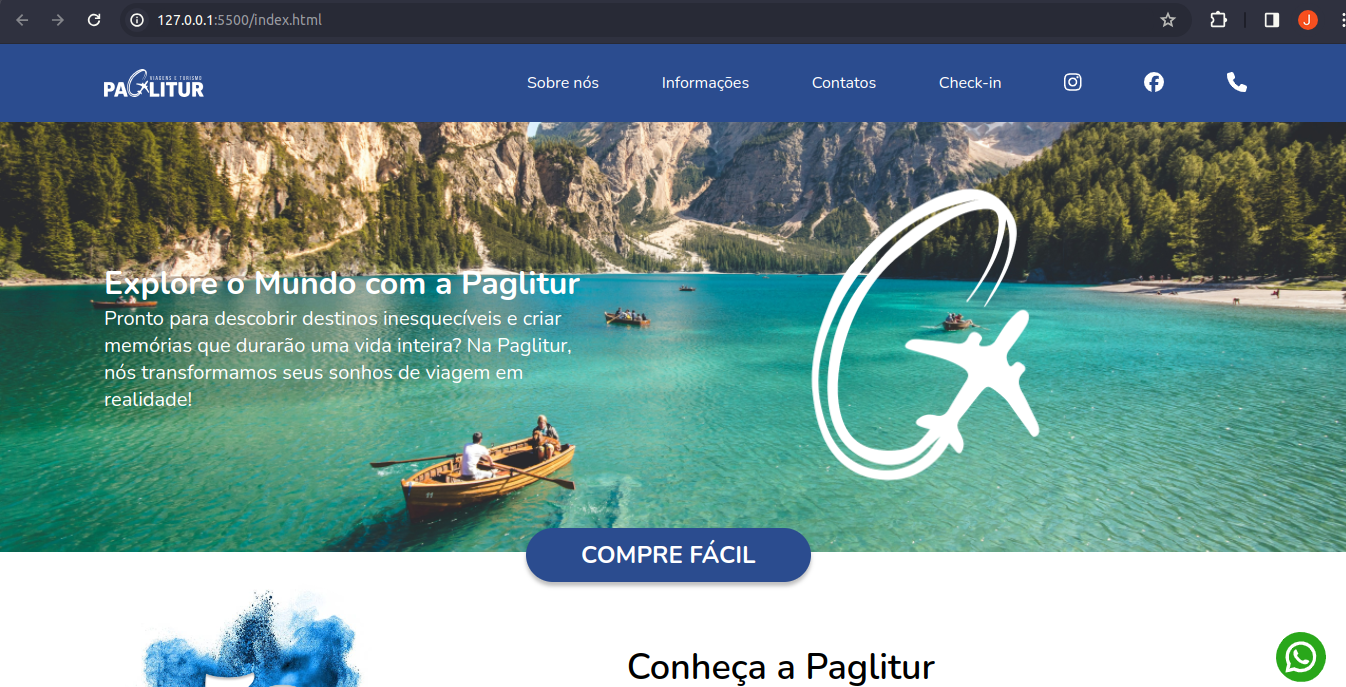 127.0.0.1:5500/index.html
J
VIAGENS E TURISMO
PAGLITUR
Sobre nós
Informações
Contatos
Check-in
Explore o Mundo com a Paglitur
Pronto para descobrir destinos inesquecíveis e criar
memórias que durarão uma vida inteira? Na Paglitur,
nós transformamos seus sonhos de viagem em
realidade!
COMPRE FÁCIL
Conheça a Paglitur